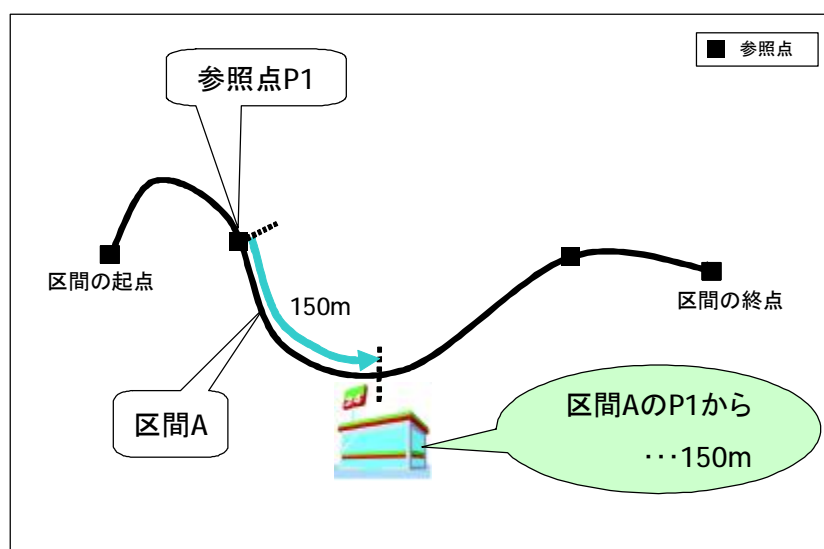 ■ 参照点
参照点P1
区間の起点
150m
区間の終点
区間A
区間AのP1から
･･･150m